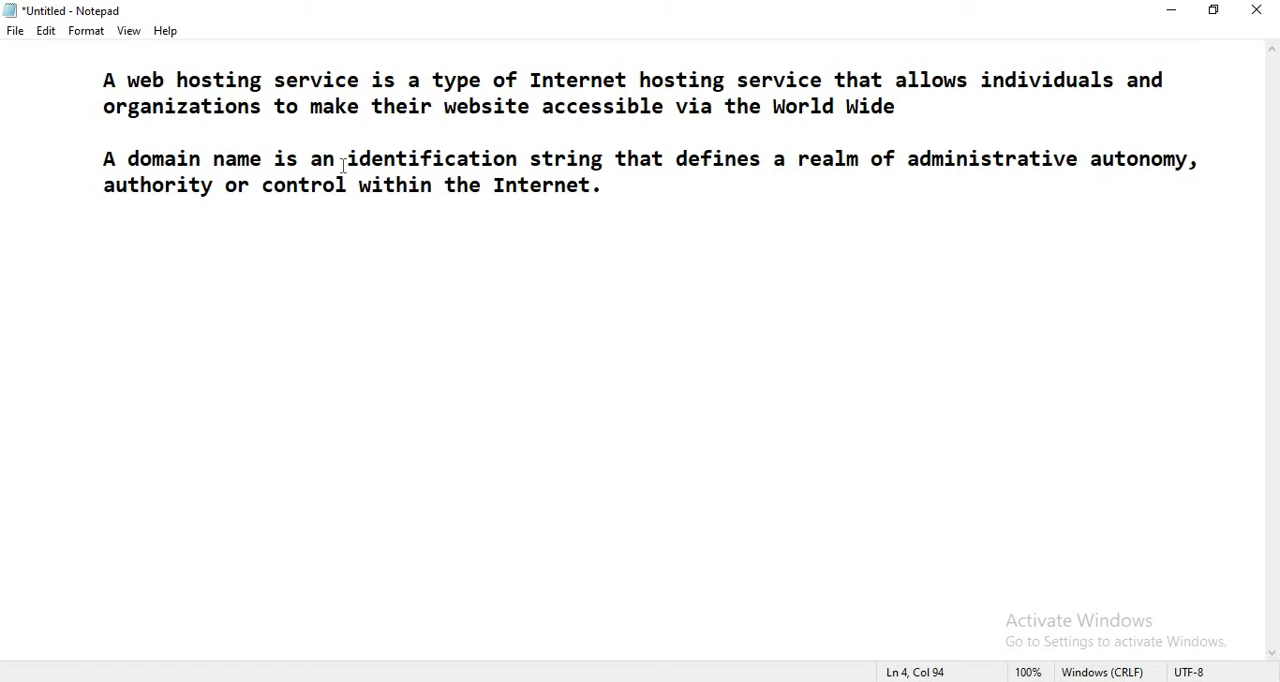 *Untitled - Notepad
File Edit Format View Help
A web hosting service is a type of Internet hosting service that allows individuals and
organizations to make their website accessible via the World Wide
A domain name is an identification string that defines a realm of administrative autonomy,
authority or control within the Internet.
Activate Windows
Go to Settings to activate Windows.
Ln 4, Col 94 100% Windows (CRLF) UTF-8